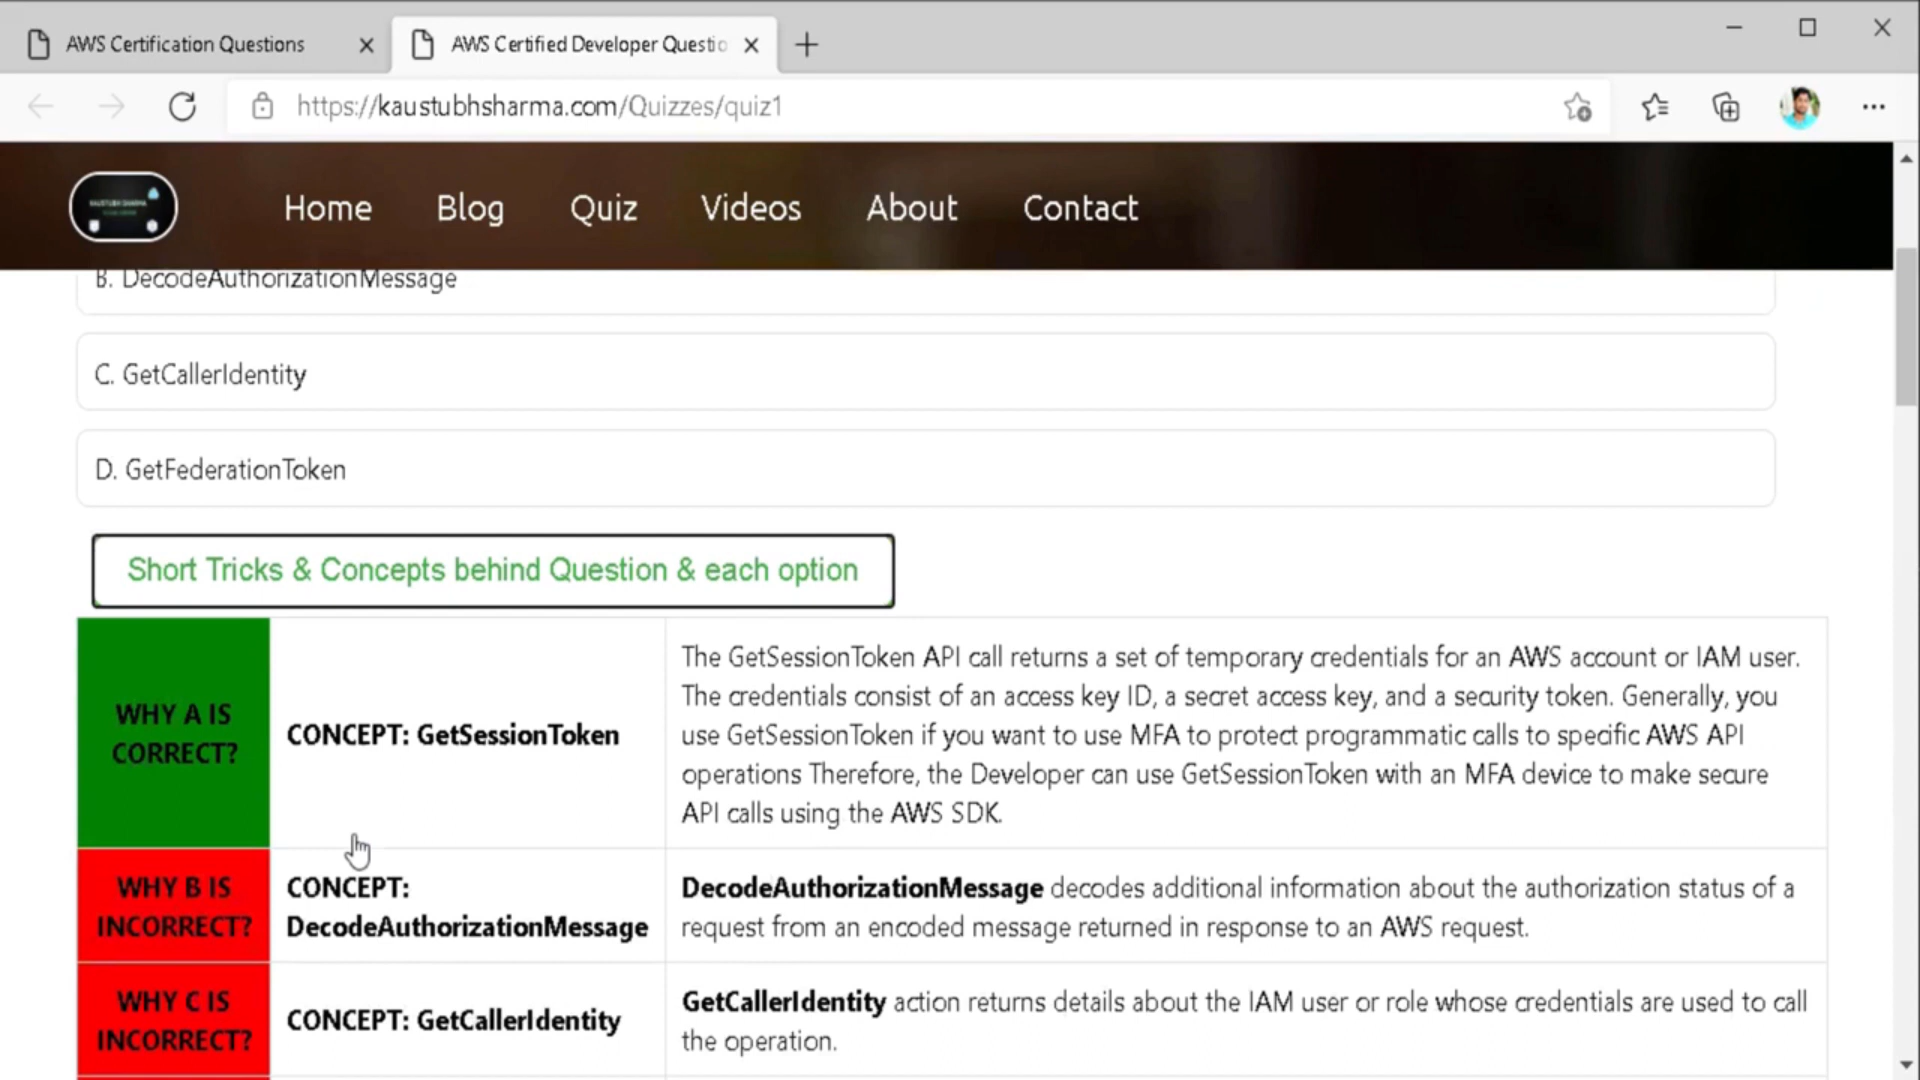 AWS Certification Questions
AWS Certified Developer Questio
https://kaustubhsharma.com/Quizzes/quiz1
KAUSTUBH SHARMA
Home Blog Quiz Videos About Contact
B. DecodeAuthorizationMessage
C. GetCallerIdentity
D. GetFederationToken
Short Tricks & Concepts behind Question & each option
WHY A IS
CORRECT?
CONCEPT: GetSessionToken
The GetSessionToken API call returns a set of temporary credentials for an AWS account or IAM user.
The credentials consist of an access key ID, a secret access key, and a security token. Generally, you
use GetSessionToken if you want to use MFA to protect programmatic calls to specific AWS API
operations Therefore, the Developer can use GetSessionToken with an MFA device to make secure
API calls using the AWS SDK.
WHY B IS
INCORRECT?
CONCEPT:
DecodeAuthorizationMessage
DecodeAuthorizationMessage decodes additional information about the authorization status of a
request from an encoded message returned in response to an AWS request.
WHY C IS
INCORRECT?
CONCEPT: GetCallerIdentity
GetCallerIdentity action returns details about the IAM user or role whose credentials are used to call
the operation.